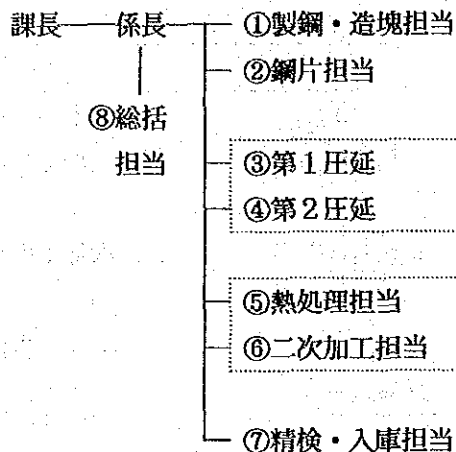 課長 係長 ①製鋼・造塊担当
②鋼片担当
⑧総括
担当
③第1圧延
④第2圧延
⑤熱処理担当
⑥二次加工担当
⑦精検・入庫担当